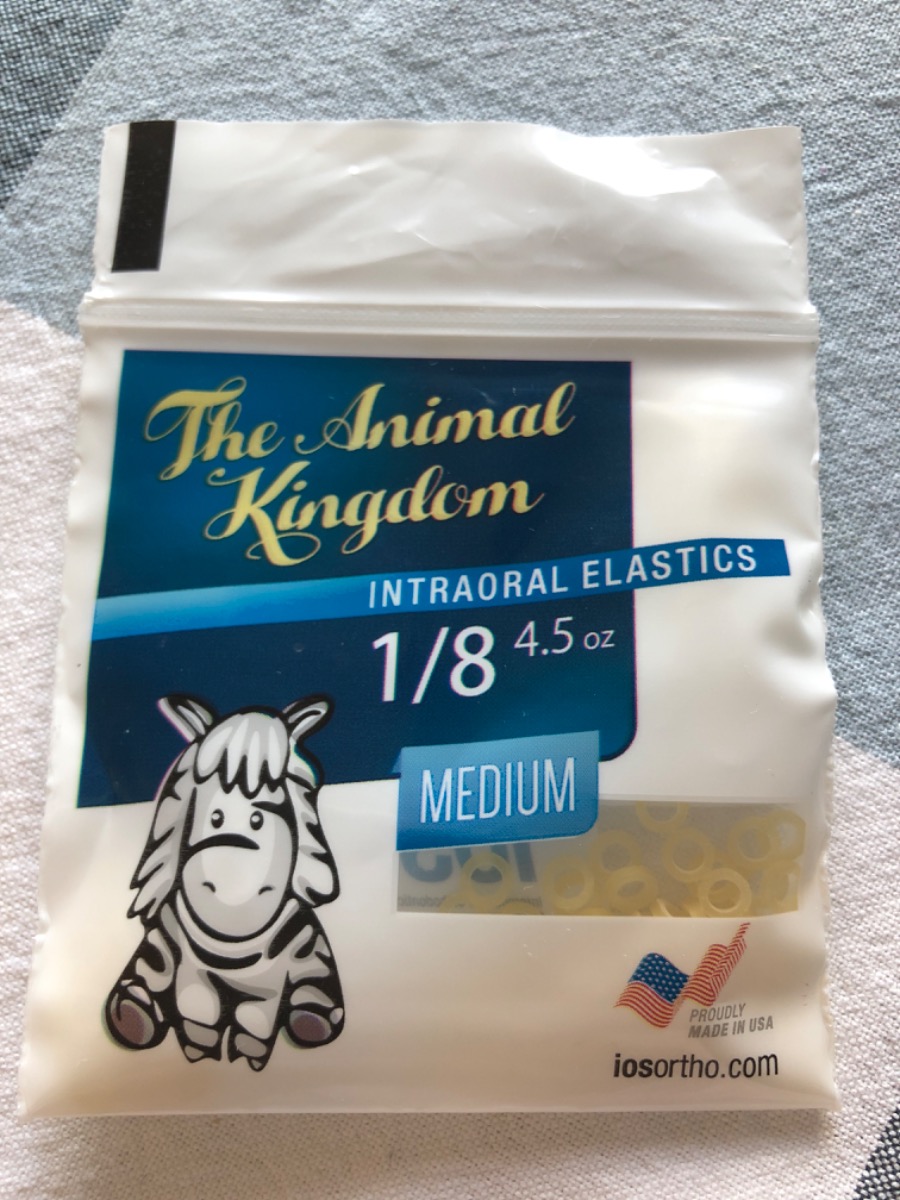 The Animal
Kingdom
INTRAORAL ELASTICS
1/8 4.5 oz
MEDIUM
PROUDLY
MADE IN USA
iosortho.com